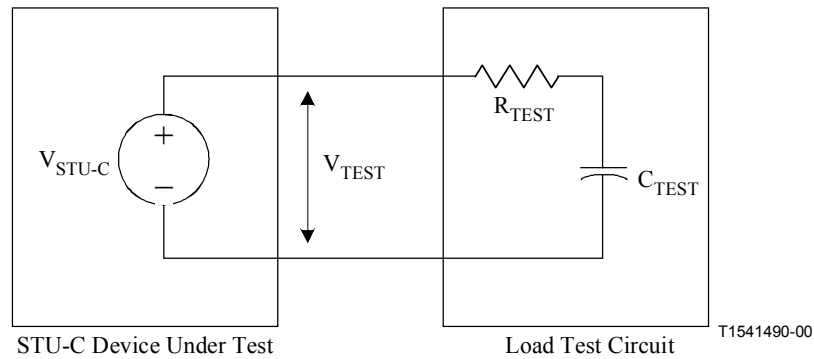 +
V_STU-C
−
V_TEST
R_TEST
C_TEST
T1541490-00
STU-C Device Under Test
Load Test Circuit